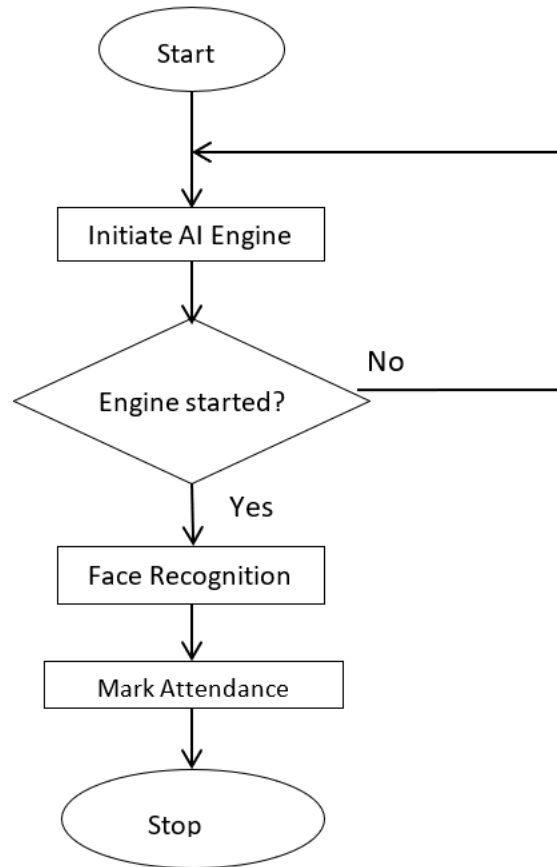 Start
Initiate AI Engine
No
Engine started?
Yes
Face Recognition
Mark Attendance
Stop